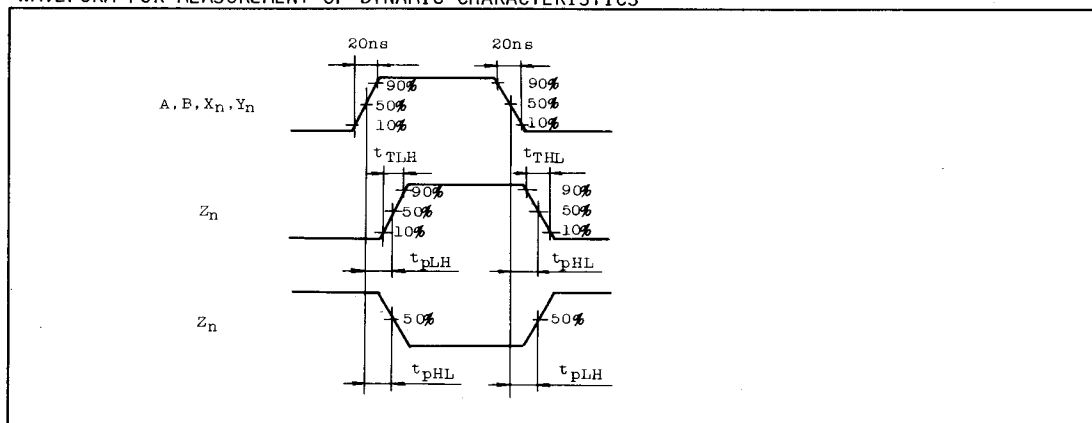 WAVEFORM FOR MEASUREMENT OF DYNAMIC CHARACTERISTICS
20ns 20ns
A, B, Xn, Yn
90% 90%
50% 50%
10% 10%
tTLH tTHL
Zn
90% 90%
50% 50%
10% 10%
tpLH tpHL
Zn
50% 50%
tpHL tpLH